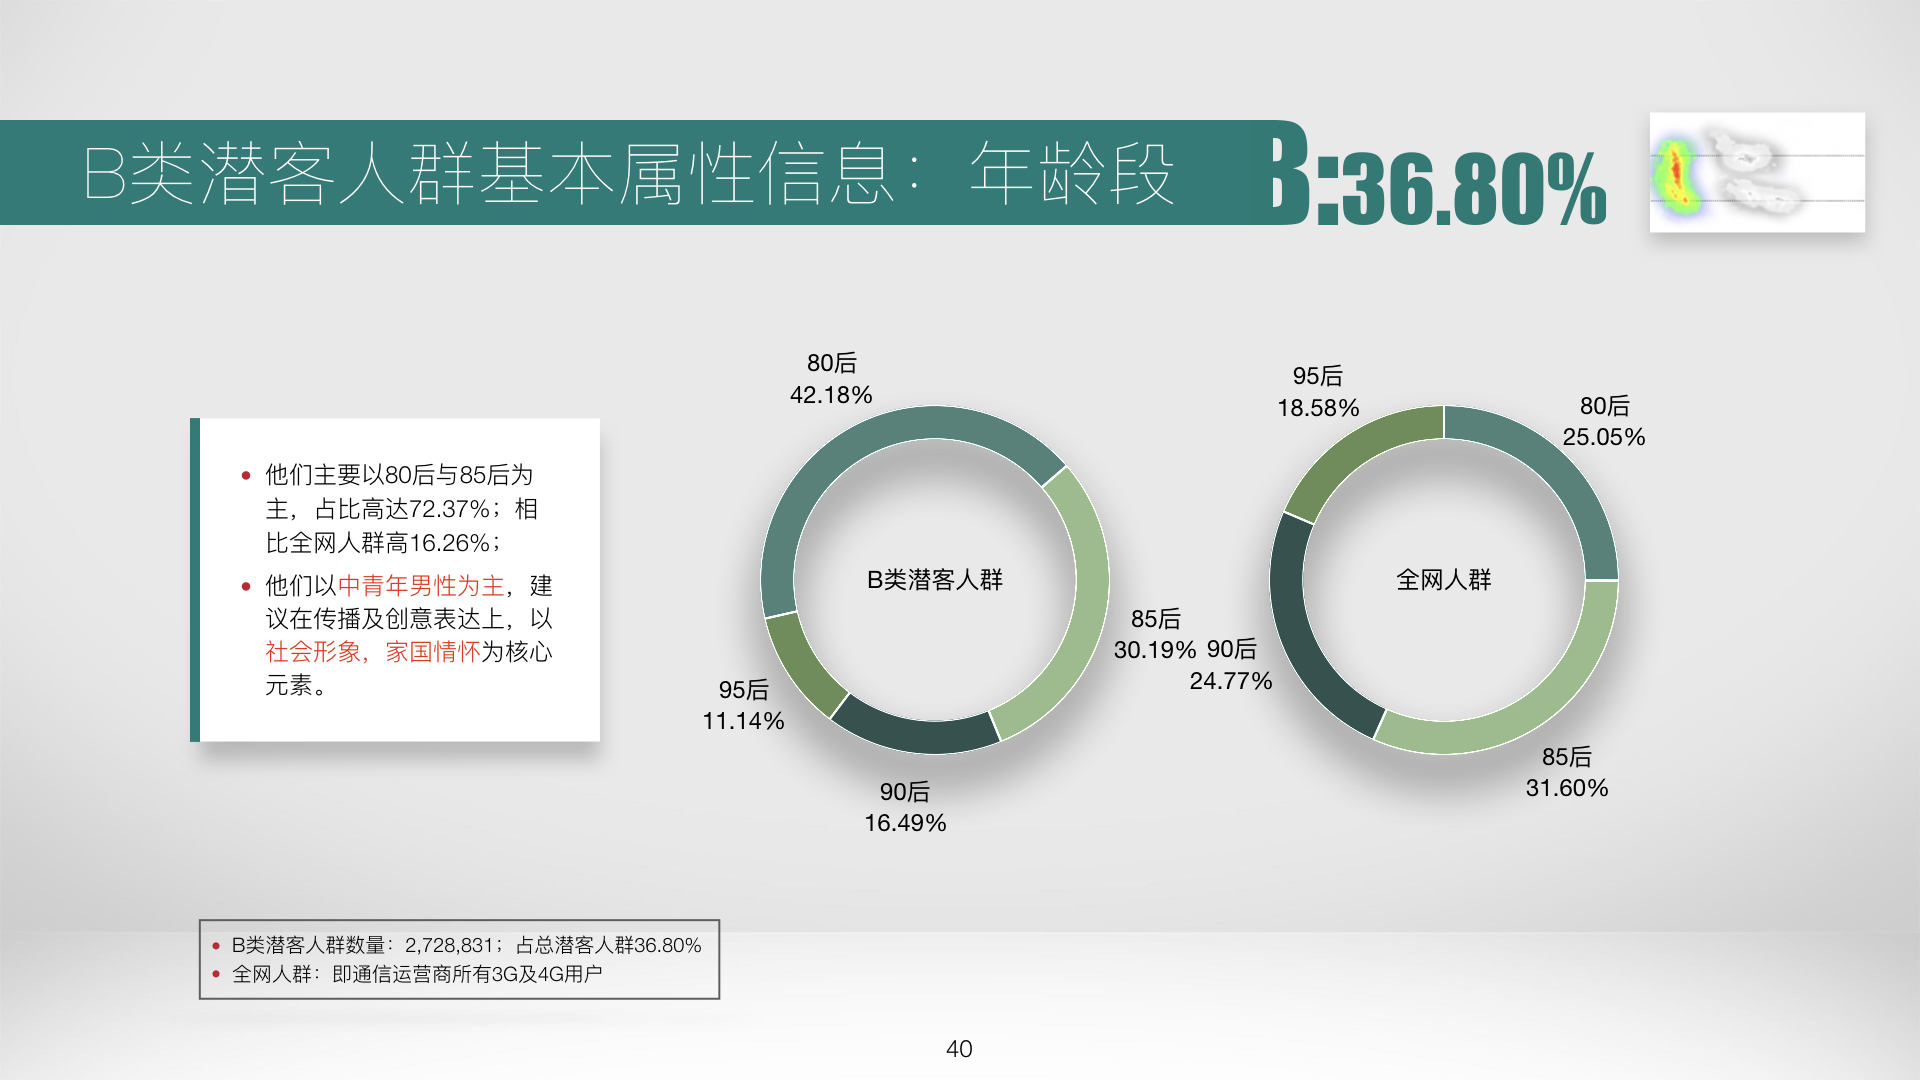 B类潜客人群基本属性信息： 年龄段
B:36.80%
他们主要以80后与85后为
主，占比高达72.37%；相
比全网人群高16.26%；
他们以中青年男性为主，建
议在传播及创意表达上，以
社会形象，家国情怀为核心
元素。
80后
42.18%
85后
30.19%
90后
16.49%
95后
11.14%
B类潜客人群
95后
18.58%
80后
25.05%
90后
24.77%
85后
31.60%
全网人群
B类潜客人群数量：2,728,831；占总潜客人群36.80%
全网人群：即通信运营商所有3G及4G用户
40